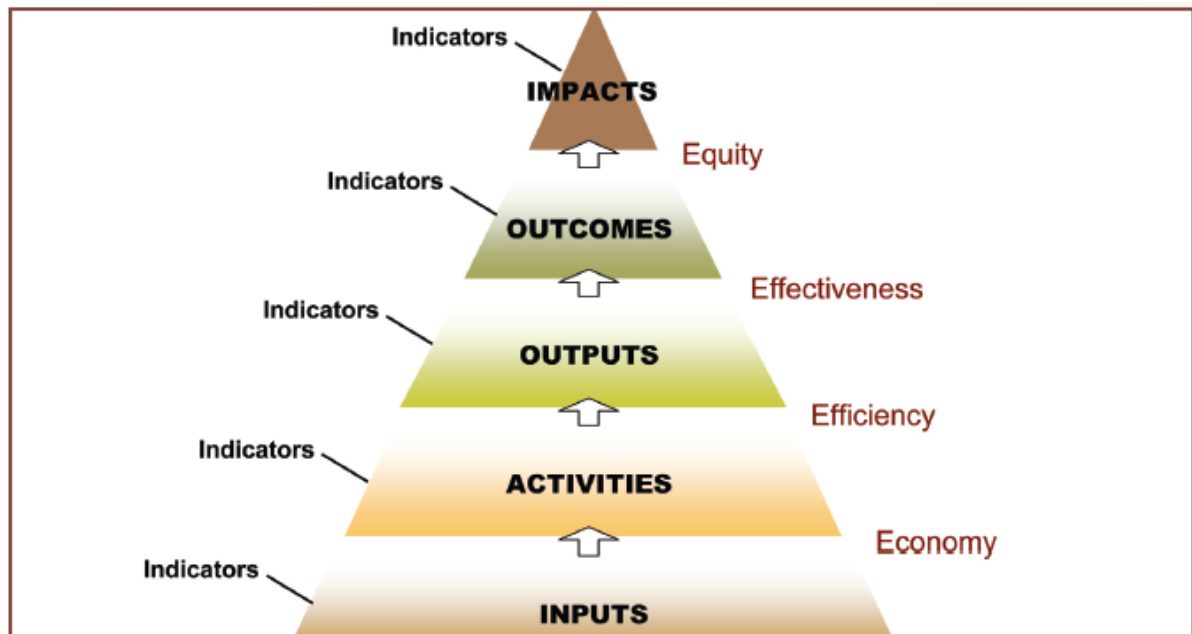 Indicators
IMPACTS
Equity
Indicators
OUTCOMES
Effectiveness
Indicators
OUTPUTS
Efficiency
Indicators
ACTIVITIES
Economy
Indicators
INPUTS